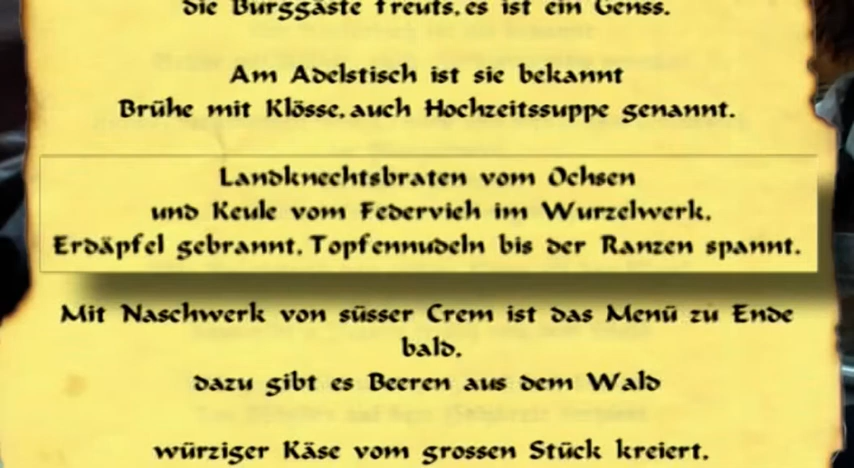 die Burggäste freuts, es ist ein Genss.
Am Adelstisch ist sie bekannt
Brühe mit Klösse, auch Hochzeitssuppe genannt.
Landknechtsbraten vom Ochsen
und Keule vom Federvieh im Wurzelwerk.
Erdäpfel gebrannt, Topfennudeln bis der Ranzen spannt.
Mit Naschwerk von süsser Crem ist das Menü zu Ende
bald,
dazu gibt es Beeren aus dem Wald
würziger Käse vom grossen Stück kreiert.